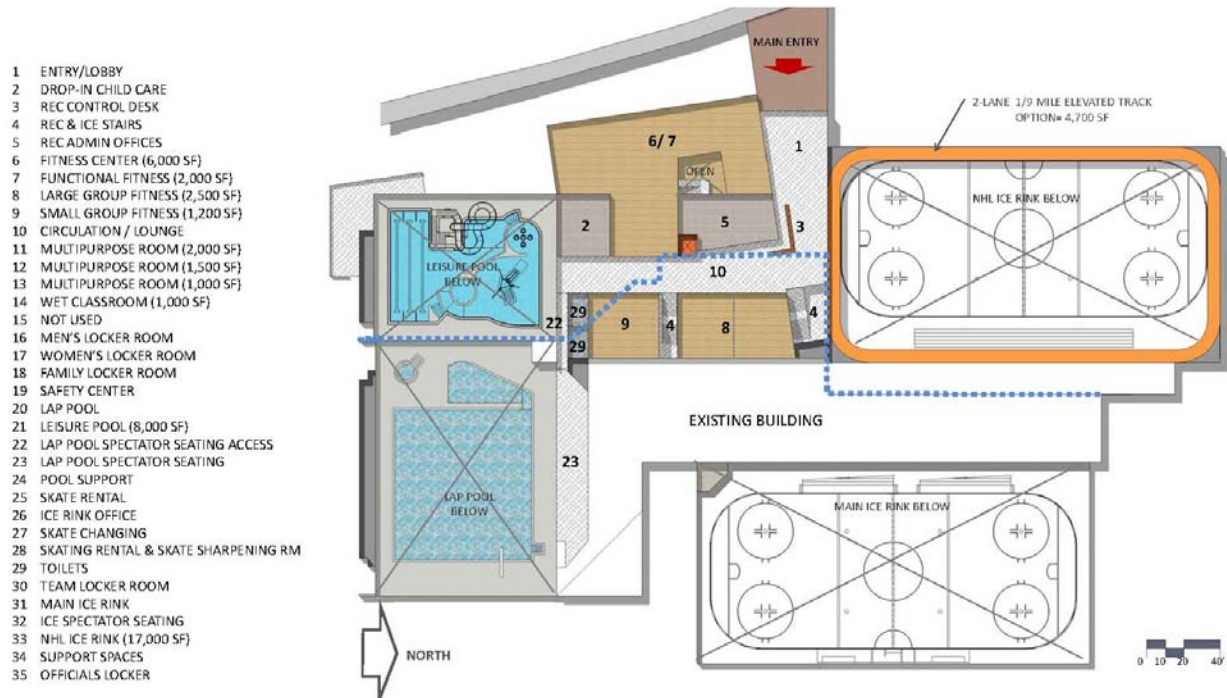 1 ENTRY/LOBBY
2 DROP-IN CHILD CARE
3 REC CONTROL DESK
4 REC & ICE STAIRS
5 REC ADMIN OFFICES
6 FITNESS CENTER (6,000 SF)
7 FUNCTIONAL FITNESS (2,000 SF)
8 LARGE GROUP FITNESS (2,500 SF)
9 SMALL GROUP FITNESS (1,200 SF)
10 CIRCULATION / LOUNGE
11 MULTIPURPOSE ROOM (2,000 SF)
12 MULTIPURPOSE ROOM (1,500 SF)
13 MULTIPURPOSE ROOM (1,000 SF)
14 WET CLASSROOM (1,000 SF)
15 NOT USED
16 MEN'S LOCKER ROOM
17 WOMEN'S LOCKER ROOM
18 FAMILY LOCKER ROOM
19 SAFETY CENTER
20 LAP POOL
21 LEISURE POOL (8,000 SF)
22 LAP POOL SPECTATOR SEATING ACCESS
23 LAP POOL SPECTATOR SEATING
24 POOL SUPPORT
25 SKATE RENTAL
26 ICE RINK OFFICE
27 SKATE CHANGING
28 SKATING RENTAL & SKATE SHARPENING RM
29 TOILETS
30 TEAM LOCKER ROOM
31 MAIN ICE RINK
32 ICE SPECTATOR SEATING
33 NHL ICE RINK (17,000 SF)
34 SUPPORT SPACES
35 OFFICIALS LOCKER
MAIN ENTRY
2-LANE 1/9 MILE ELEVATED TRACK
OPTION= 4,700 SF
6/ 7
1
OPEN
NHL ICE RINK BELOW
2
5
3
LEISURE POOL
BELOW
10
22
29
29
9
4
8
4
EXISTING BUILDING
23
LAP POOL
BELOW
MAIN ICE RINK BELOW
NORTH
0 10 20 40'